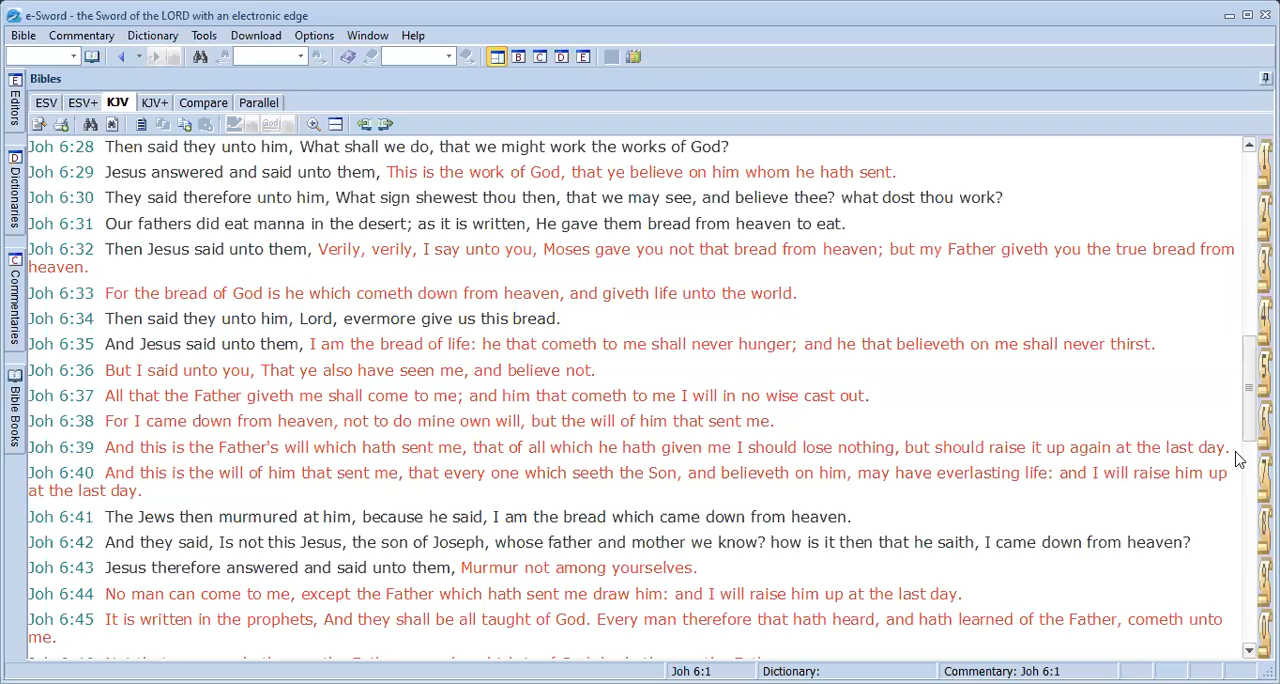 e-Sword - the Sword of the LORD with an electronic edge
Bible Commentary Dictionary Tools Download Options Window Help
B C D E
Bibles
ESV ESV+ KJV KJV+ Compare Parallel
God
E Editors
D Dictionaries
C Commentaries
Bible Books
Joh 6:28 Then said they unto him, What shall we do, that we might work the works of God?
Joh 6:29 Jesus answered and said unto them, This is the work of God, that ye believe on him whom he hath sent.
Joh 6:30 They said therefore unto him, What sign shewest thou then, that we may see, and believe thee? what dost thou work?
Joh 6:31 Our fathers did eat manna in the desert; as it is written, He gave them bread from heaven to eat.
Joh 6:32 Then Jesus said unto them, Verily, verily, I say unto you, Moses gave you not that bread from heaven; but my Father giveth you the true bread from
heaven.
Joh 6:33 For the bread of God is he which cometh down from heaven, and giveth life unto the world.
Joh 6:34 Then said they unto him, Lord, evermore give us this bread.
Joh 6:35 And Jesus said unto them, I am the bread of life: he that cometh to me shall never hunger; and he that believeth on me shall never thirst.
Joh 6:36 But I said unto you, That ye also have seen me, and believe not.
Joh 6:37 All that the Father giveth me shall come to me; and him that cometh to me I will in no wise cast out.
Joh 6:38 For I came down from heaven, not to do mine own will, but the will of him that sent me.
Joh 6:39 And this is the Father's will which hath sent me, that of all which he hath given me I should lose nothing, but should raise it up again at the last day.
Joh 6:40 And this is the will of him that sent me, that every one which seeth the Son, and believeth on him, may have everlasting life: and I will raise him up
at the last day.
Joh 6:41 The Jews then murmured at him, because he said, I am the bread which came down from heaven.
Joh 6:42 And they said, Is not this Jesus, the son of Joseph, whose father and mother we know? how is it then that he saith, I came down from heaven?
Joh 6:43 Jesus therefore answered and said unto them, Murmur not among yourselves.
Joh 6:44 No man can come to me, except the Father which hath sent me draw him: and I will raise him up at the last day.
Joh 6:45 It is written in the prophets, And they shall be all taught of God. Every man therefore that hath heard, and hath learned of the Father, cometh unto
me.
1
2
3
4
5
6
7
8
9
0
Joh 6:1 Dictionary: Commentary: Joh 6:1